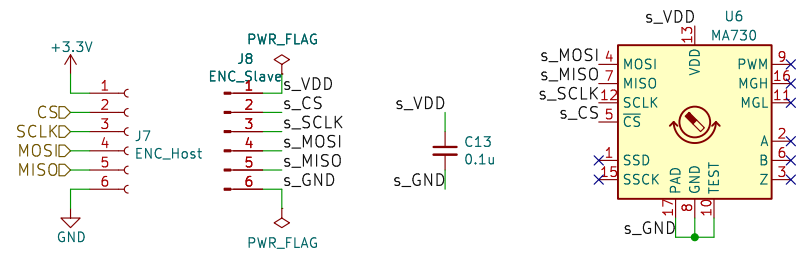 +3.3V
1
CS 2
SCLK 3
MOSI 4
MISO 5
6
J7
ENC_Host
GND
PWR_FLAG
J8
ENC_Slave
1 s_VDD
2 s_CS
3 s_SCLK
4 s_MOSI
5 s_MISO
6 s_GND
PWR_FLAG
s_VDD
C13
0.1u
s_GND
U6
MA730
s_VDD 13 VDD
s_MOSI 4 MOSI
s_MISO 7 MISO
s_SCLK 12 SCLK
s_CS 5 CS
1 SSD
15 SSCK
PWM 9
MGH 16
MGL 11
A 2
B 6
Z 3
PAD GND TEST
17 8 10
s_GND